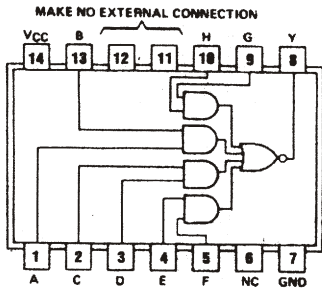 MAKE NO EXTERNAL CONNECTION
VCC B H G Y
14 13 12 11 10 9 8
1 2 3 4 5 6 7
A C D E F NC GND